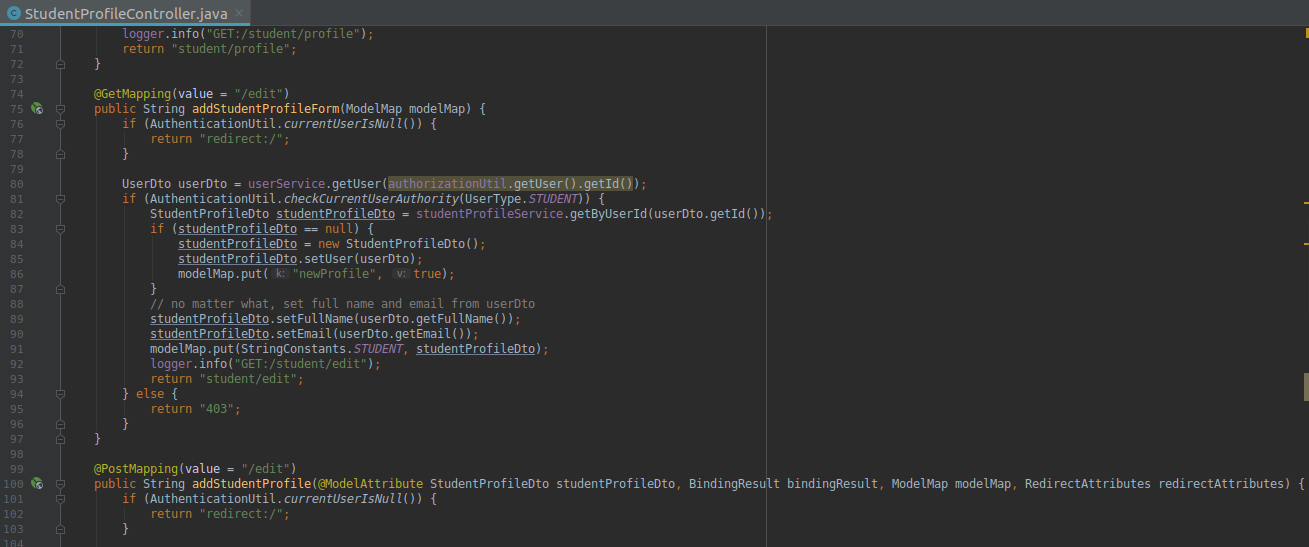 StudentProfileController.java
70 logger.info("GET:/student/profile");
71 return "student/profile";
72 }
73
74 @GetMapping(value = "/edit")
75 public String addStudentProfileForm(ModelMap modelMap) {
76 if (AuthenticationUtil.currentUserIsNull()) {
77 return "redirect:/";
78 }
79
80 UserDto userDto = userService.getUser(authorizationUtil.getUser().getId());
81 if (AuthenticationUtil.checkCurrentUserAuthority(UserType.STUDENT)) {
82 StudentProfileDto studentProfileDto = studentProfileService.getByUserId(userDto.getId());
83 if (studentProfileDto == null) {
84 studentProfileDto = new StudentProfileDto();
85 studentProfileDto.setUser(userDto);
86 modelMap.put( k: "newProfile", v: true);
87 }
88 // no matter what, set full name and email from userDto
89 studentProfileDto.setFullName(userDto.getFullName());
90 studentProfileDto.setEmail(userDto.getEmail());
91 modelMap.put(StringConstants.STUDENT, studentProfileDto);
92 logger.info("GET:/student/edit");
93 return "student/edit";
94 } else {
95 return "403";
96 }
97 }
98
99 @PostMapping(value = "/edit")
100 public String addStudentProfile(@ModelAttribute StudentProfileDto studentProfileDto, BindingResult bindingResult, ModelMap modelMap, RedirectAttributes redirectAttributes) {
101 if (AuthenticationUtil.currentUserIsNull()) {
102 return "redirect:/";
103 }
104